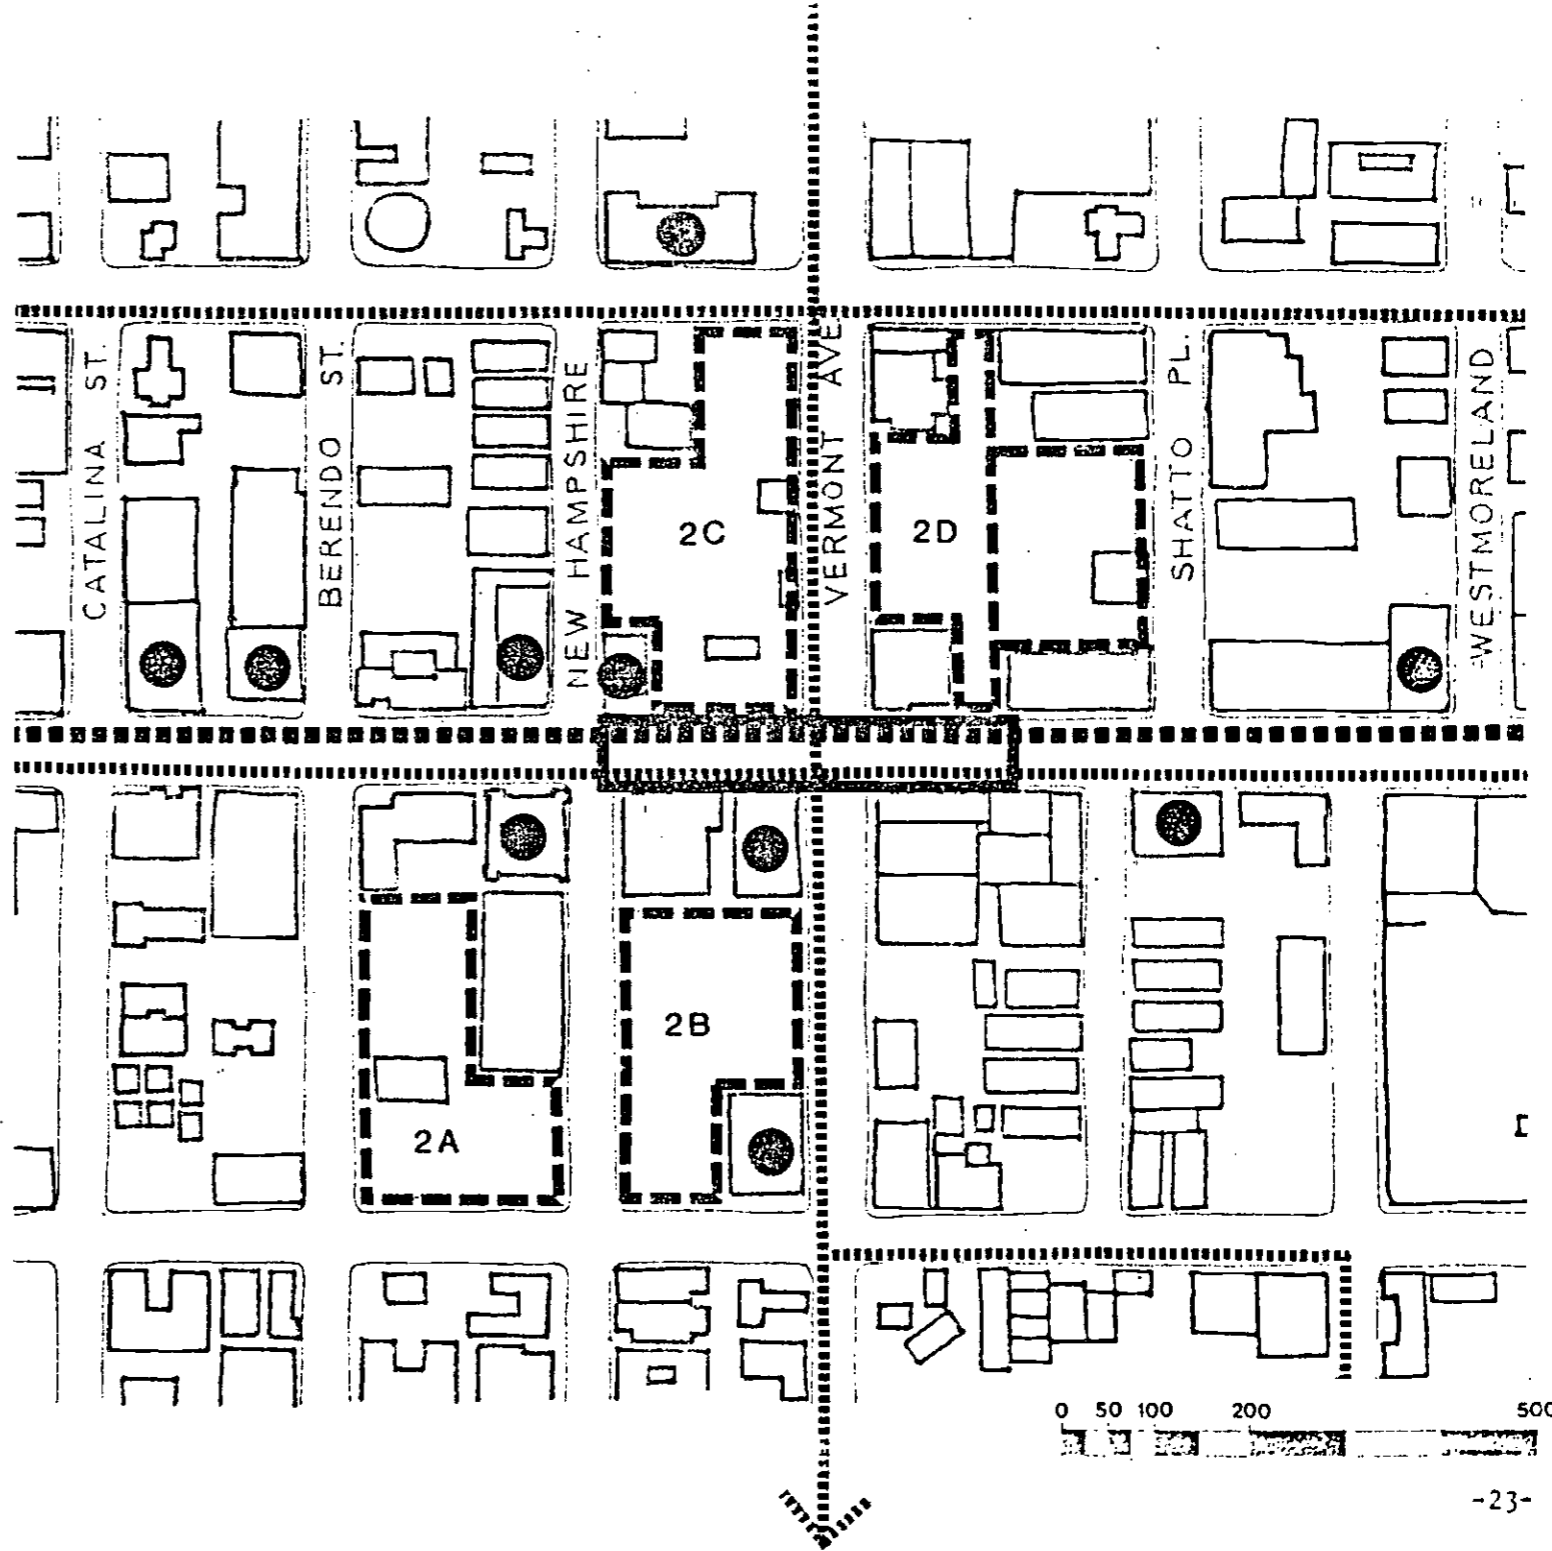 CATALINA ST.
BERENDO ST.
NEW HAMPSHIRE
VERMONT AVE
SHATTO PL.
WESTMORELAND
2C
2D
2B
2A
0 50 100 200 500
-23-